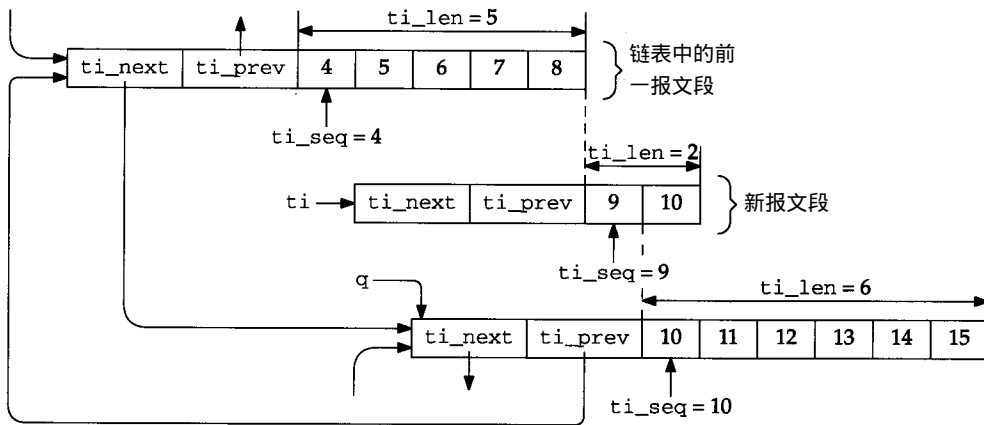 ti_len = 5
ti_next ti_prev 4 5 6 7 8
链表中的前
一报文段
ti_seq = 4
ti_len = 2
ti ti_next ti_prev 9 10
新报文段
ti_seq = 9
q
ti_len = 6
ti_next ti_prev 10 11 12 13 14 15
ti_seq = 10